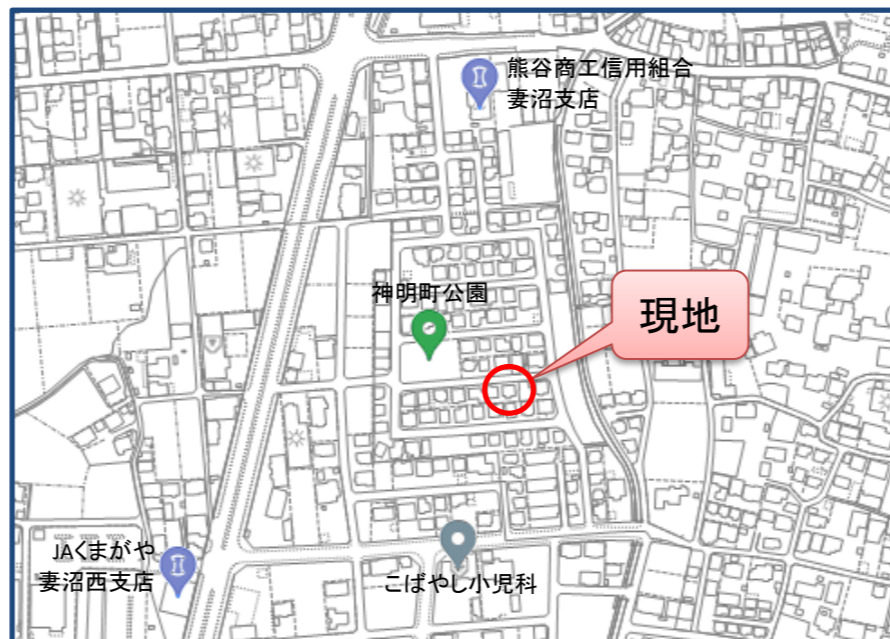 熊谷商工信用組合
妻沼支店
神明町公園
現地
JAくまがや
妻沼西支店
こばやし小児科